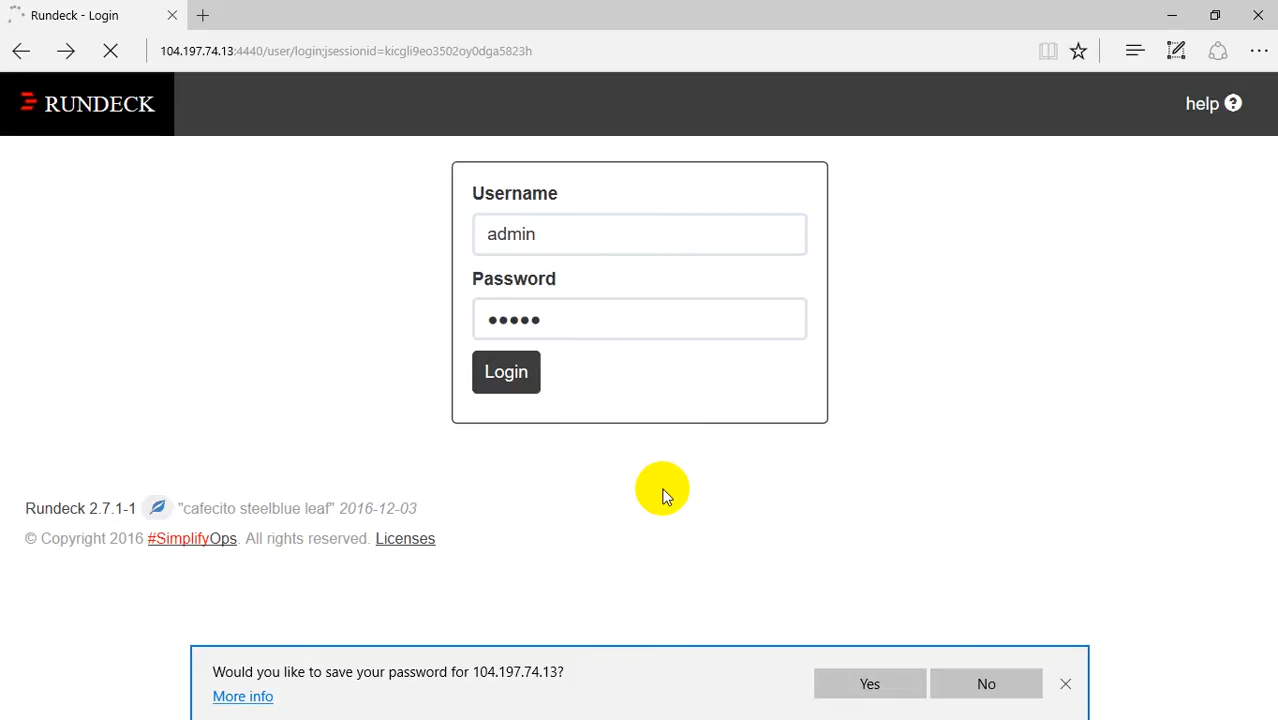 Rundeck - Login
104.197.74.13:4440/user/login;jsessionid=kicgli9eo3502oy0dga5823h
RUNDECK
help
Username
admin
Password
Login
Rundeck 2.7.1-1 "cafecito steelblue leaf" 2016-12-03
© Copyright 2016 #SimplifyOps. All rights reserved. Licenses
Would you like to save your password for 104.197.74.13?
More info
Yes
No